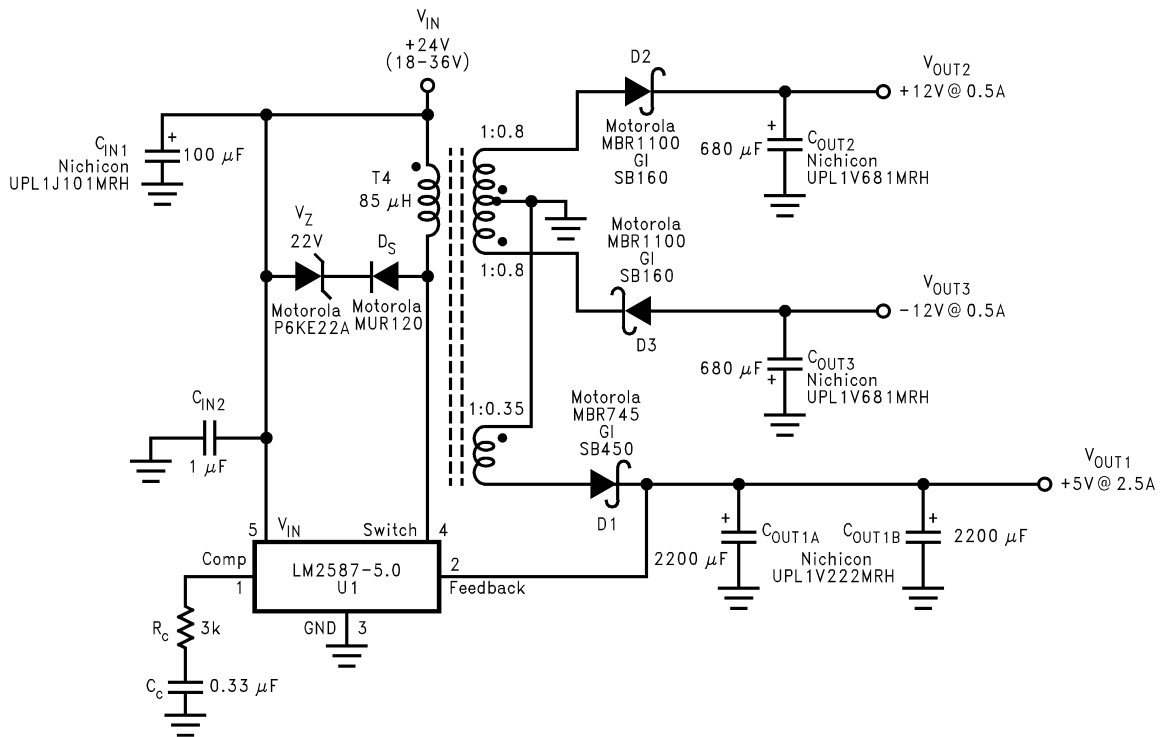 V_IN
+24V
(18-36V)
C_IN1
Nichicon
UPL1J101MRH
+
100 μF
T4
85 μH
1:0.8
1:0.8
D2
Motorola
MBR1100
GI
SB160
V_OUT2
+12V@0.5A
+
680 μF
C_OUT2
Nichicon
UPL1V681MRH
V_Z
22V
D_S
Motorola
P6KE22A
Motorola
MUR120
Motorola
MBR1100
GI
SB160
D3
V_OUT3
-12V@0.5A
680 μF
+
C_OUT3
Nichicon
UPL1V681MRH
C_IN2
1 μF
1:0.35
Motorola
MBR745
GI
SB450
D1
V_OUT1
+5V@2.5A
+
2200 μF
C_OUT1A
C_OUT1B
Nichicon
UPL1V222MRH
+
2200 μF
5
V_IN
Switch
4
Comp
1
LM2587-5.0
U1
2
Feedback
GND
3
R_c
3k
C_c
0.33 μF